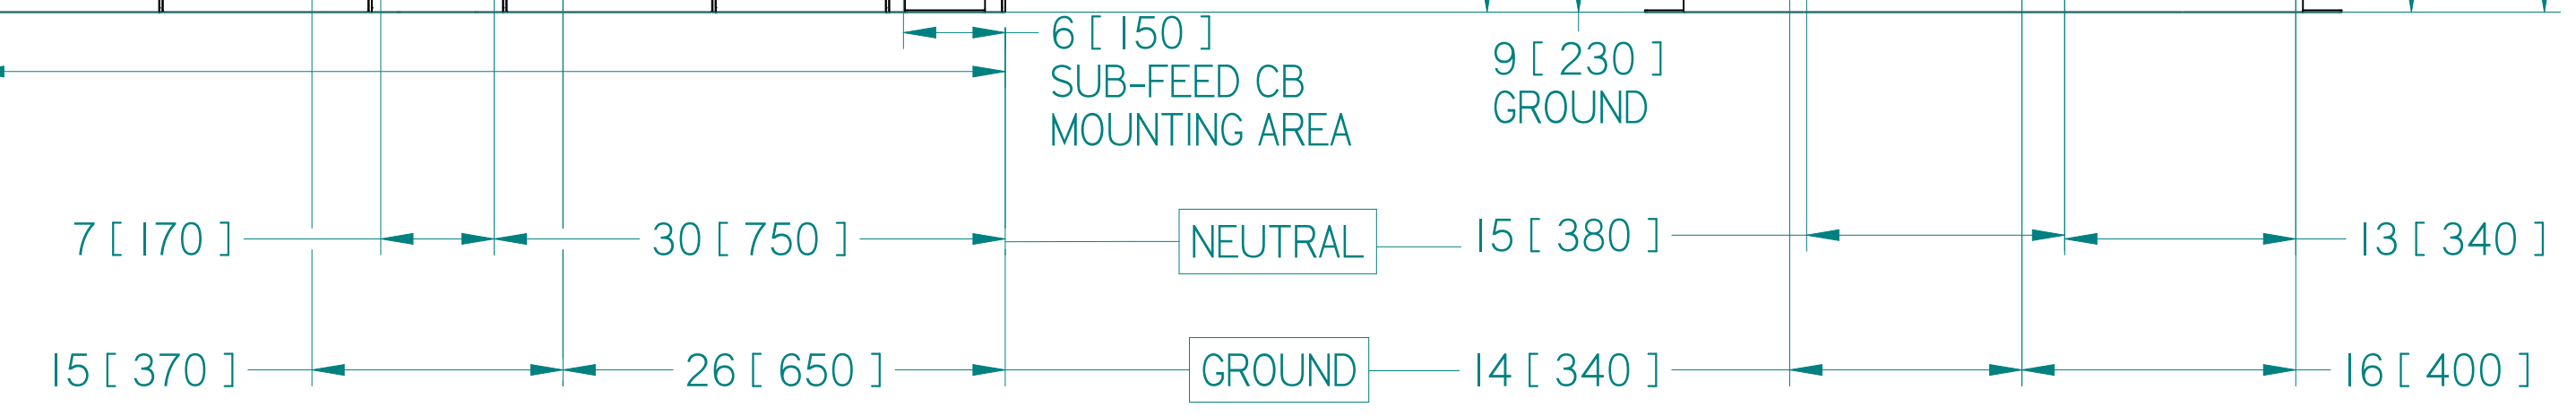 6 [ 150 ]
SUB-FEED CB
MOUNTING AREA
9 [ 230 ]
GROUND
7 [ 170 ]
30 [ 750 ]
NEUTRAL
15 [ 380 ]
13 [ 340 ]
15 [ 370 ]
26 [ 650 ]
GROUND
14 [ 340 ]
16 [ 400 ]